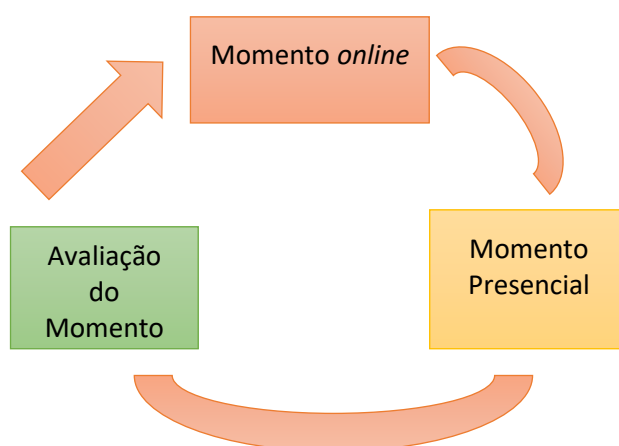 Momento online
Momento
Presencial
Avaliação
do
Momento